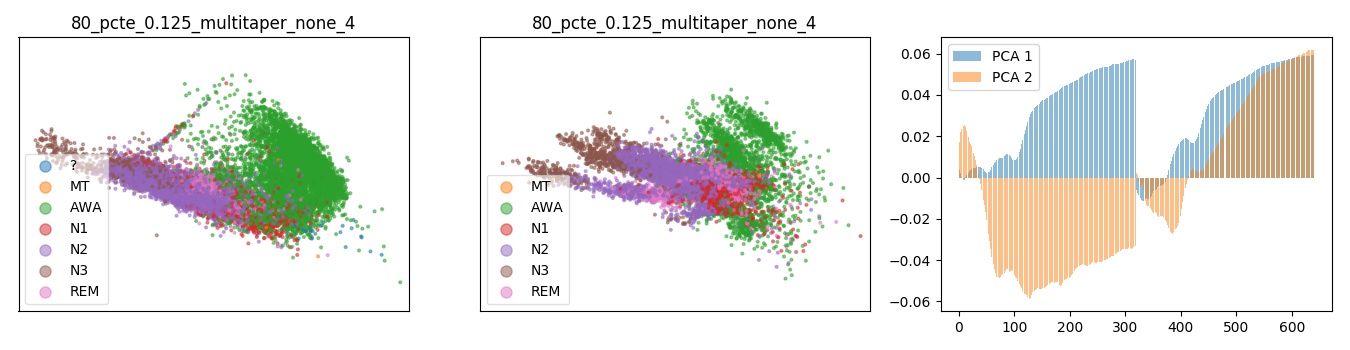 80_pcte_0.125_multitaper_none_4
?
MT
AWA
N1
N2
N3
REM
80_pcte_0.125_multitaper_none_4
MT
AWA
N1
N2
N3
REM
PCA 1
PCA 2
0.06
0.04
0.02
0.00
−0.02
−0.04
−0.06
0 100 200 300 400 500 600